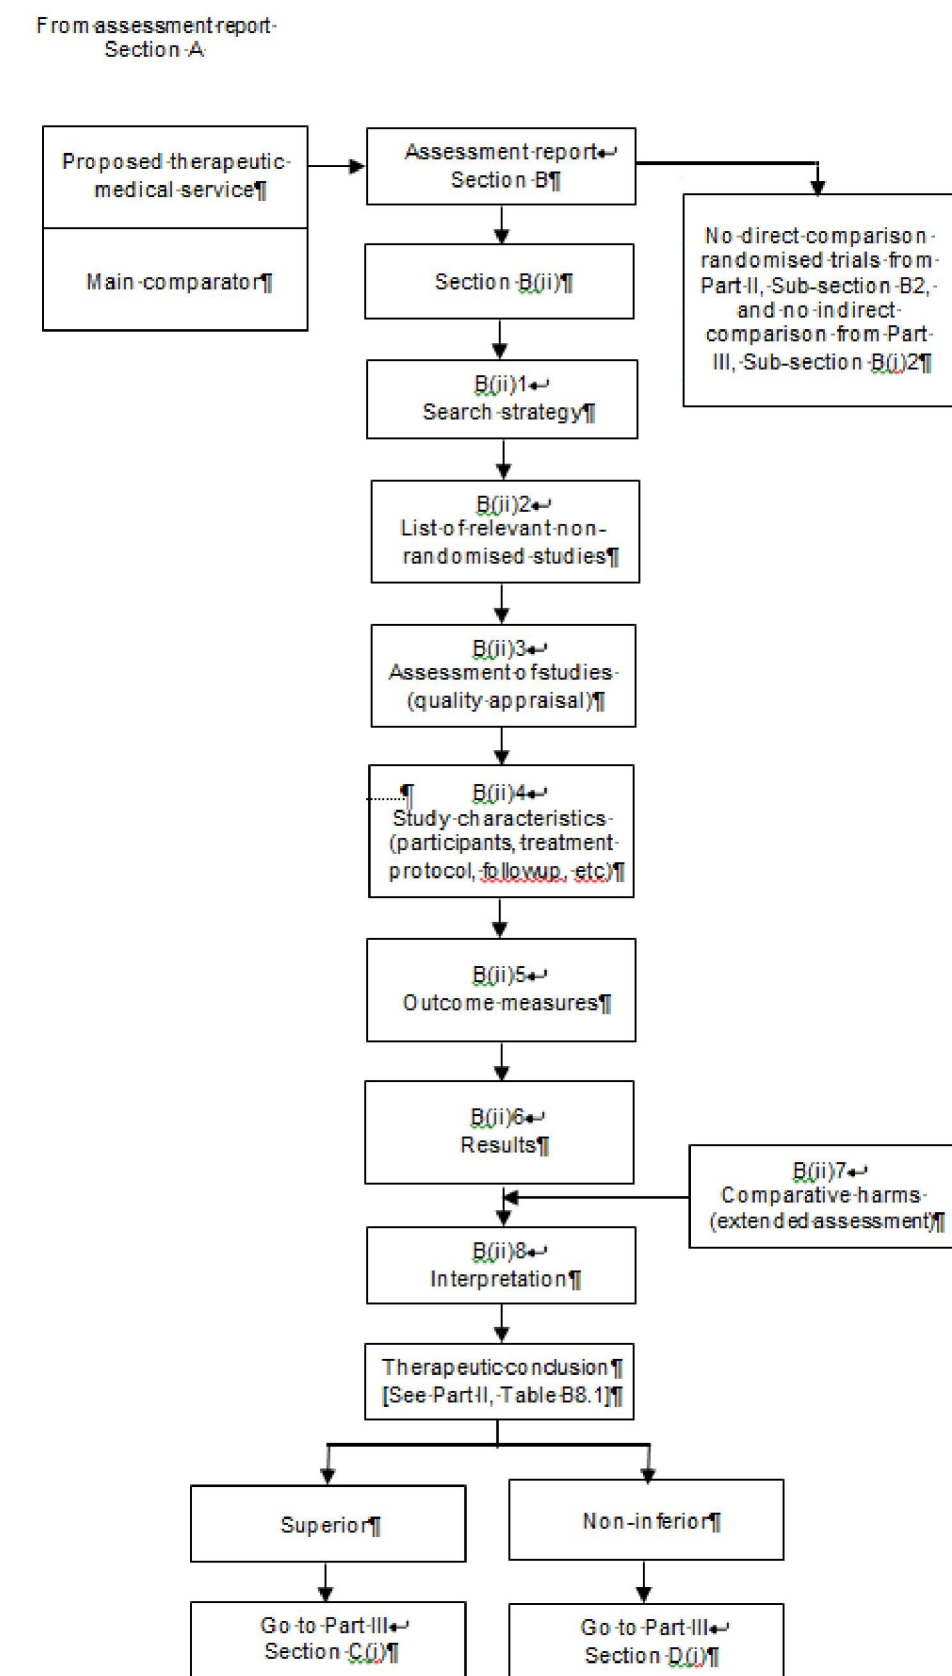 From assessment report
Section A
Proposed therapeutic
medical service¶
Main comparator¶
Assessment report↵
Section B¶
No direct comparison
randomised trials from
Part II, Sub-section B2,
and no indirect
comparison from Part
III, Sub-section B(i)2¶
Section B(ii)¶
B(ii)1↵
Search strategy¶
B(ii)2↵
List of relevant non-
randomised studies¶
B(ii)3↵
Assessment of studies
(quality appraisal)¶
¶ B(ii)4↵
Study characteristics
(participants, treatment
protocol, followup, etc)¶
B(ii)5↵
Outcome measures¶
B(ii)6↵
Results¶
B(ii)7↵
Comparative harms
(extended assessment)¶
B(ii)8↵
Interpretation¶
Therapeutic conclusion¶
[See Part II, Table B8.1]¶
Superior¶
Non-inferior¶
Go to Part III↵
Section C(i)¶
Go to Part III↵
Section D(i)¶